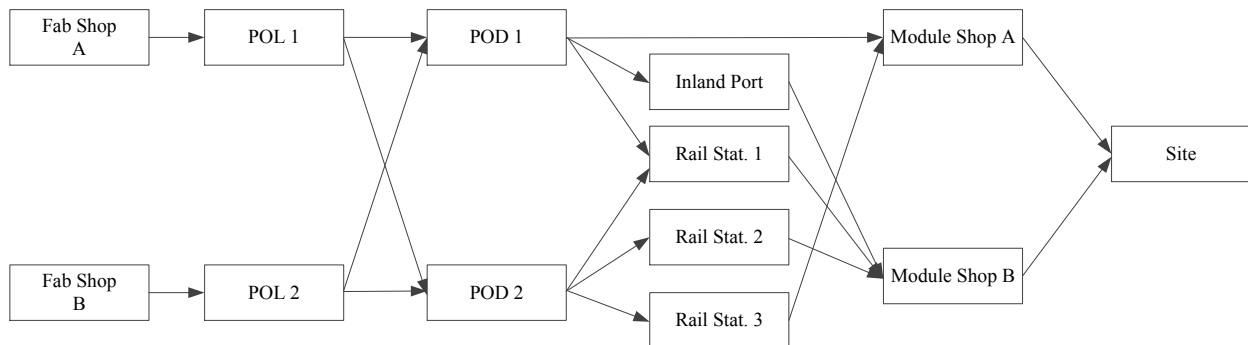 Fab Shop
A
POL 1
POD 1
Module Shop A
Inland Port
Rail Stat. 1
Site
Rail Stat. 2
Fab Shop
B
POL 2
POD 2
Module Shop B
Rail Stat. 3